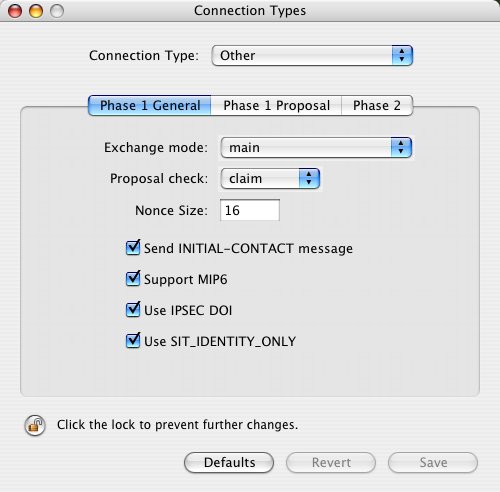 Connection Types
Connection Type: Other
Phase 1 General Phase 1 Proposal Phase 2
Exchange mode: main
Proposal check: claim
Nonce Size: 16
Send INITIAL-CONTACT message
Support MIP6
Use IPSEC DOI
Use SIT_IDENTITY_ONLY
Click the lock to prevent further changes.
Defaults Revert Save